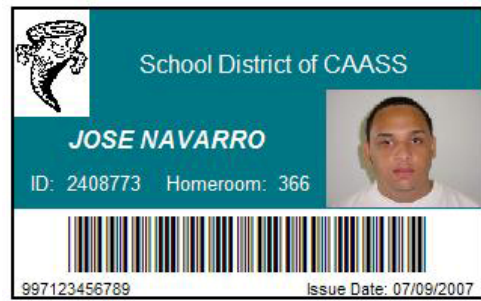 School District of CAASS
JOSE NAVARRO
ID: 2408773 Homeroom: 366
997123456789 Issue Date: 07/09/2007